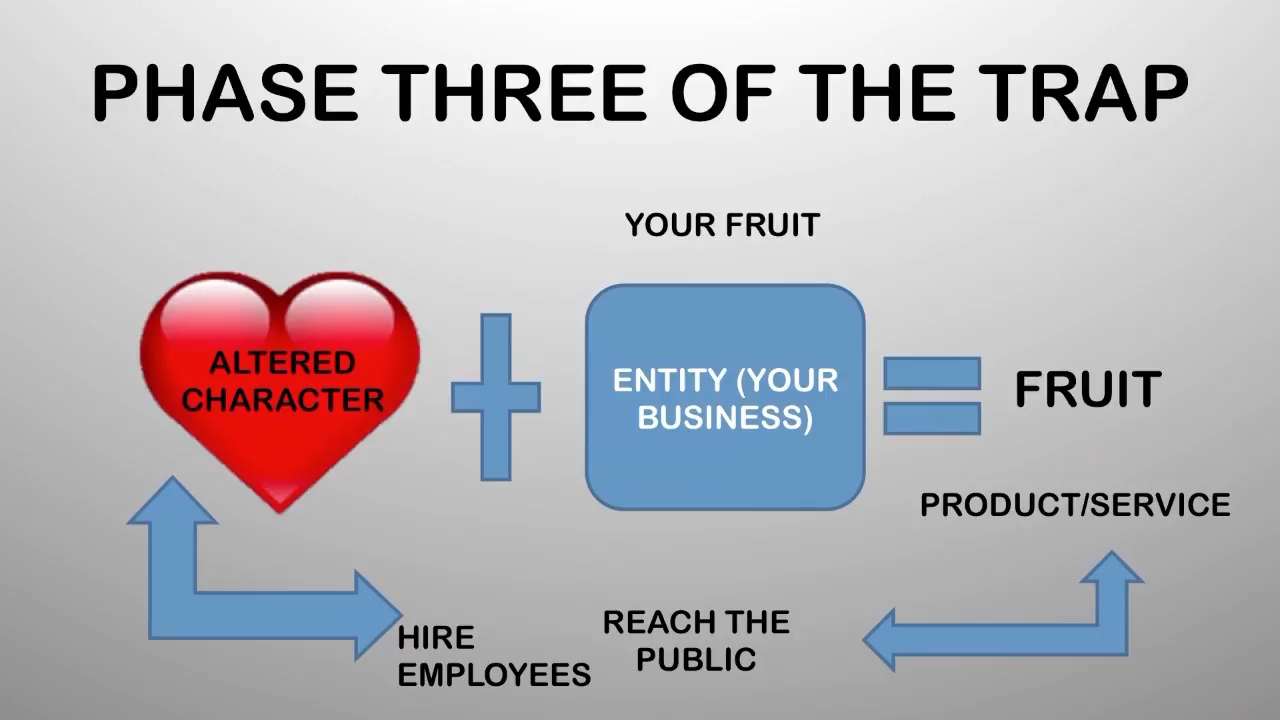 PHASE THREE OF THE TRAP
YOUR FRUIT
ALTERED
CHARACTER
ENTITY (YOUR
BUSINESS)
FRUIT
PRODUCT/SERVICE
HIRE
EMPLOYEES
REACH THE
PUBLIC